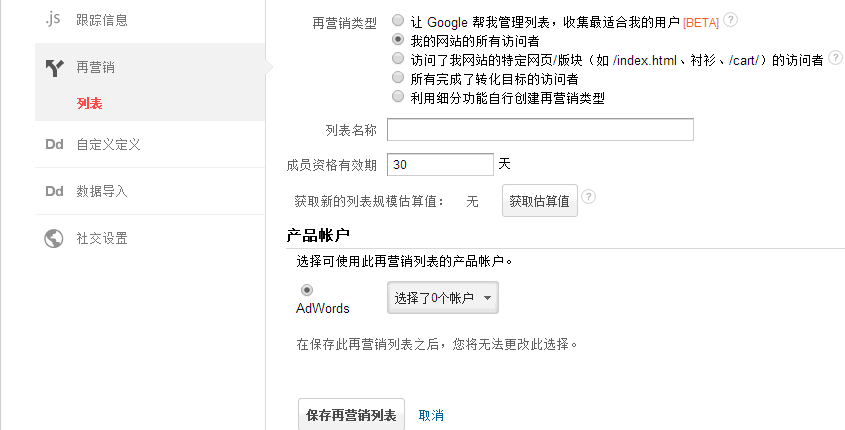 .js 跟踪信息
再营销
列表
Dd 自定义定义
Dd 数据导入
社交设置
再营销类型
让 Google 帮我管理列表，收集最适合我的用户 [BETA] ?
我的网站的所有访问者
访问了我网站的特定网页/版块（如 /index.html、衬衫、/cart/）的访问者 ?
所有完成了转化目标的访问者
利用细分功能自行创建再营销类型
列表名称
成员资格有效期 30 天
获取新的列表规模估算值： 无 获取估算值 ?
产品帐户
选择可使用此再营销列表的产品帐户。
AdWords 选择了0个帐户
在保存此再营销列表之后，您将无法更改此选择。
保存再营销列表 取消